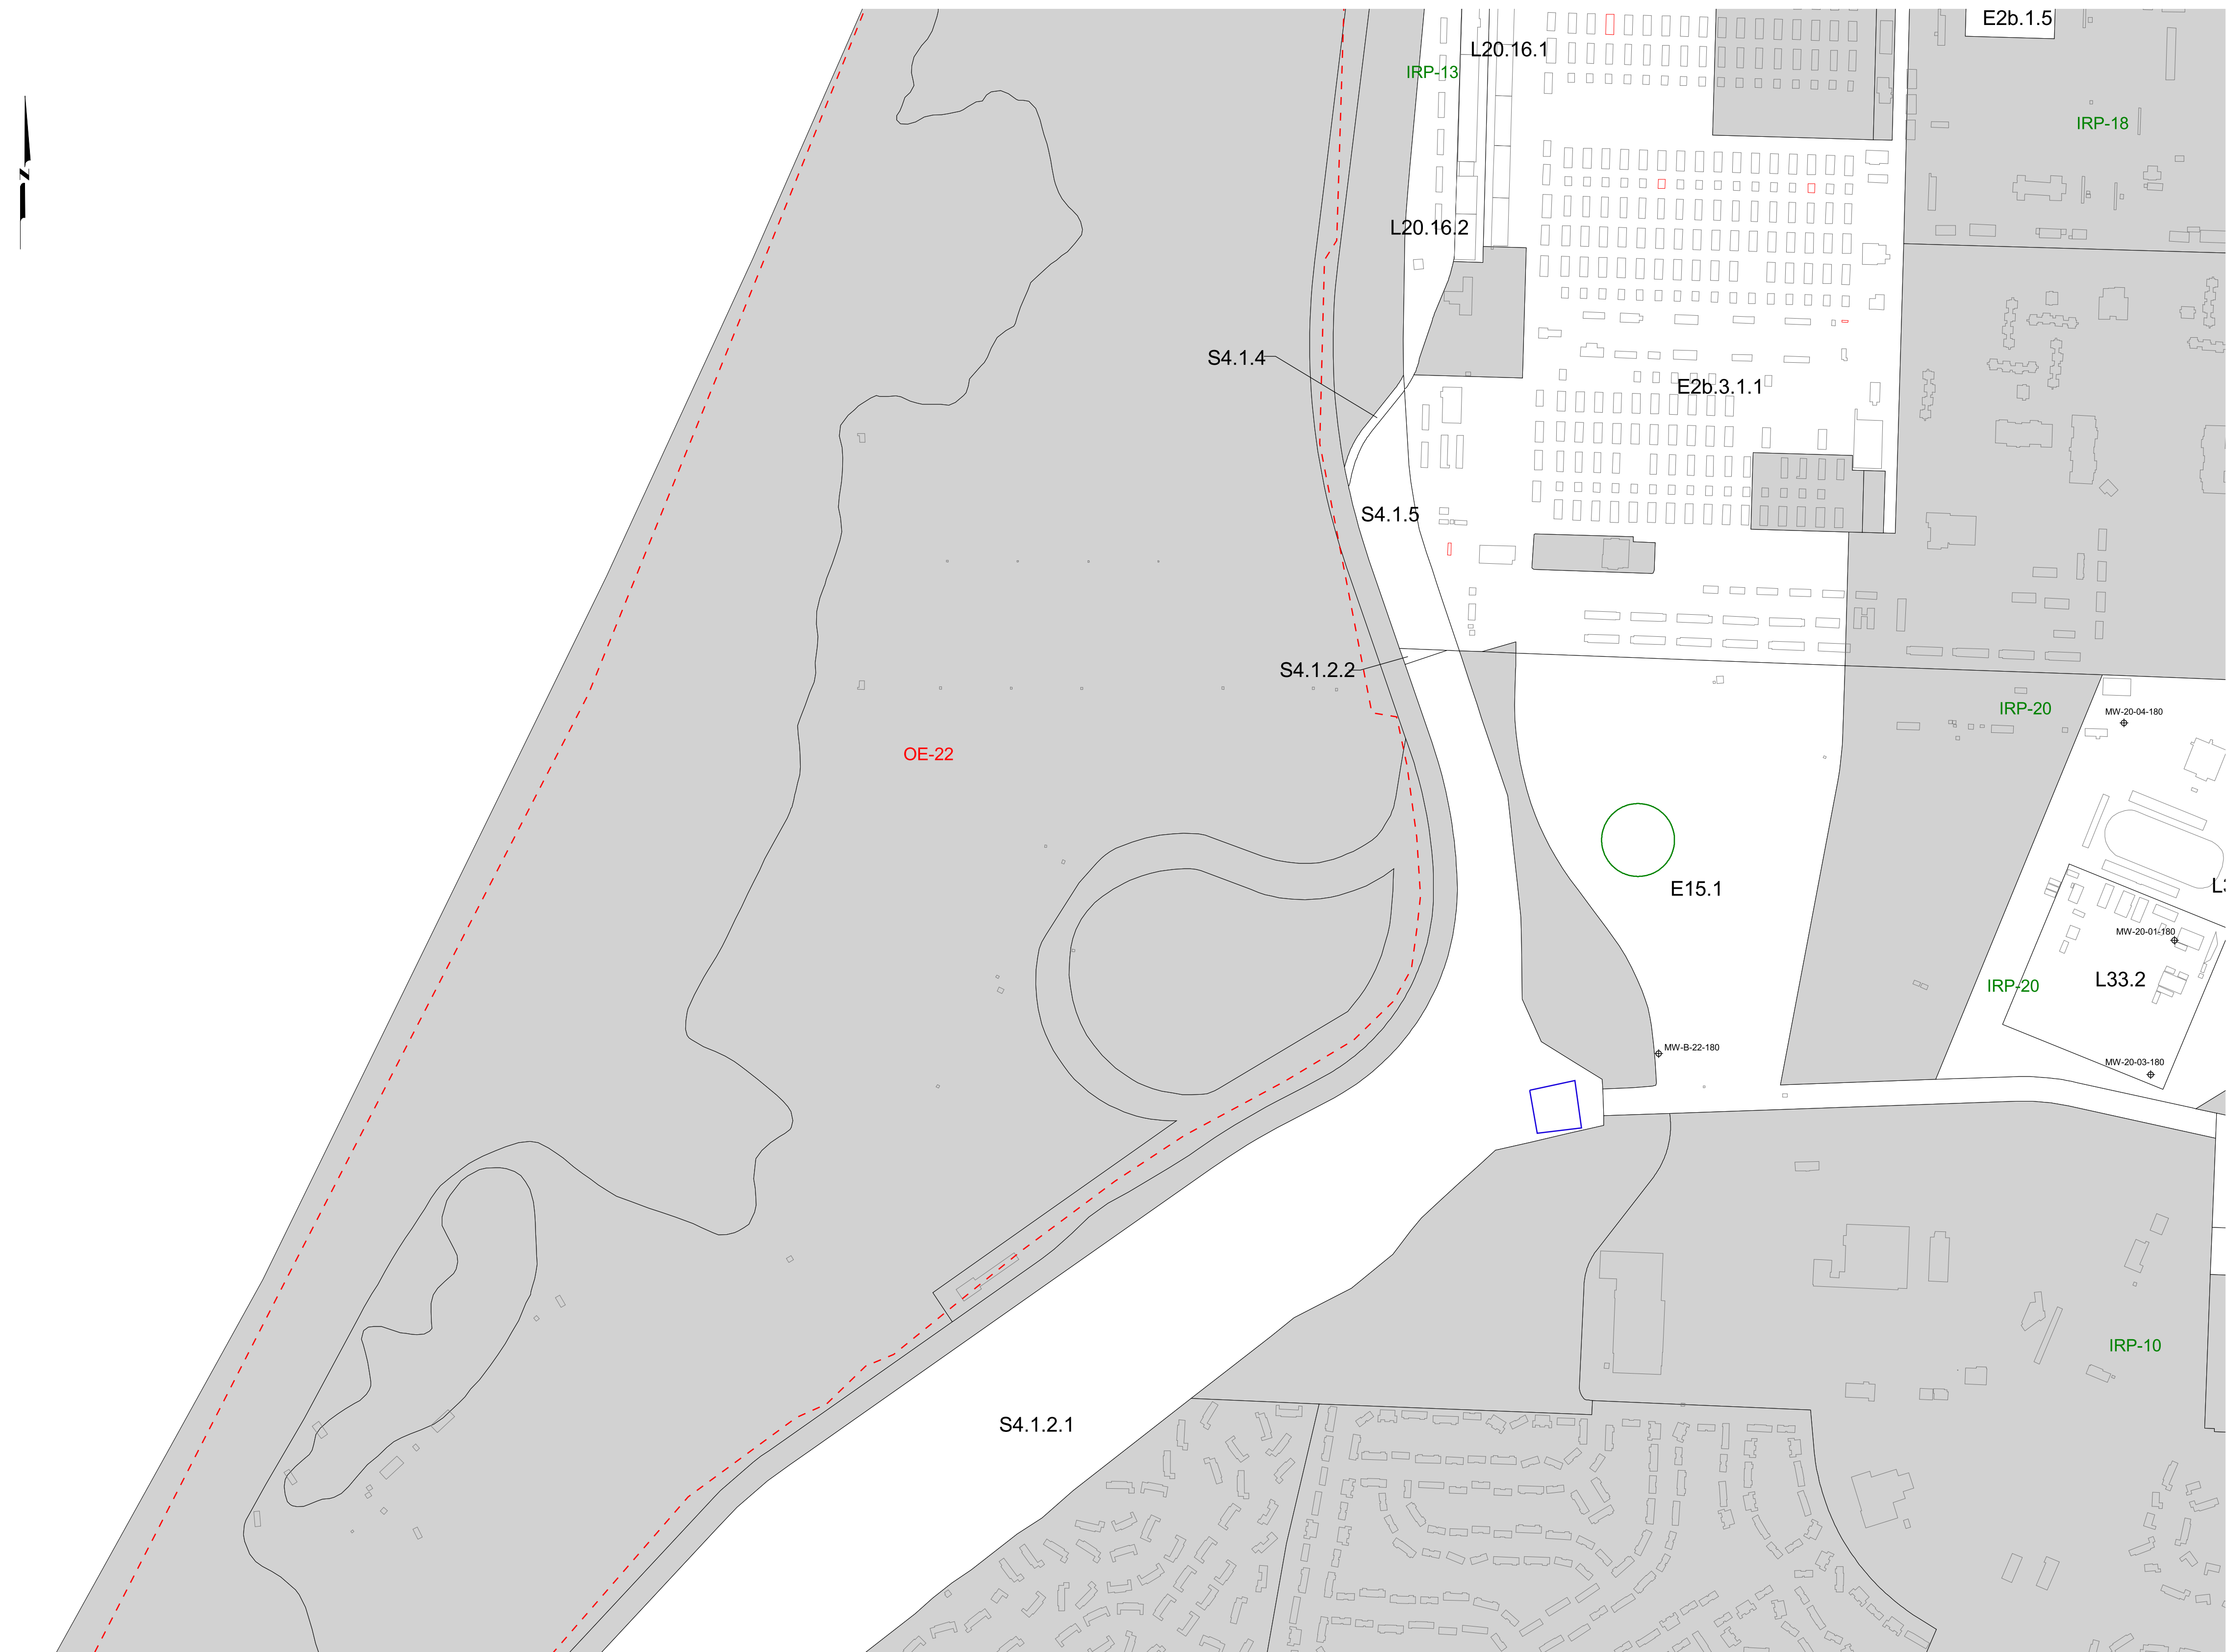 E2b.1.5
L20.16.1
IRP-13
IRP-18
L20.16.2
S4.1.4
E2b.3.1.1
S4.1.5
S4.1.2.2
IRP-20
MW-20-04-180
OE-22
E15.1
MW-20-01-180
L33.2
IRP-20
MW-B-22-180
MW-20-03-180
IRP-10
S4.1.2.1